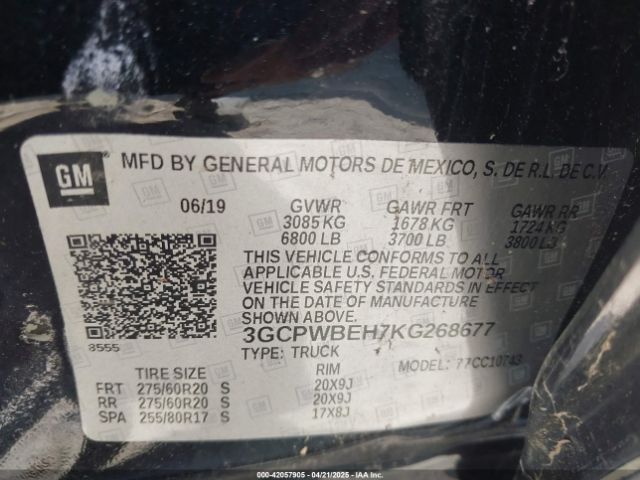 GM MFD BY GENERAL MOTORS DE MEXICO, S. DE R.L. DE C.V.
06/19 GVWR GAWR FRT GAWR RR
3085 KG 1678 KG 1724 KG
6800 LB 3700 LB 3800 LB
THIS VEHICLE CONFORMS TO ALL
APPLICABLE U.S. FEDERAL MOTOR
VEHICLE SAFETY STANDARDS IN EFFECT
ON THE DATE OF MANUFACTURE
SHOWN ABOVE.
3GCPWBEH7KG268677
8555 TYPE: TRUCK MODEL: 77CC10743
TIRE SIZE RIM
FRT 275/60R20 S 20X9J
RR 275/60R20 S 20X9J
SPA 255/80R17 S 17X8J
000-42057905 - 04/21/2025 - IAAI.COM